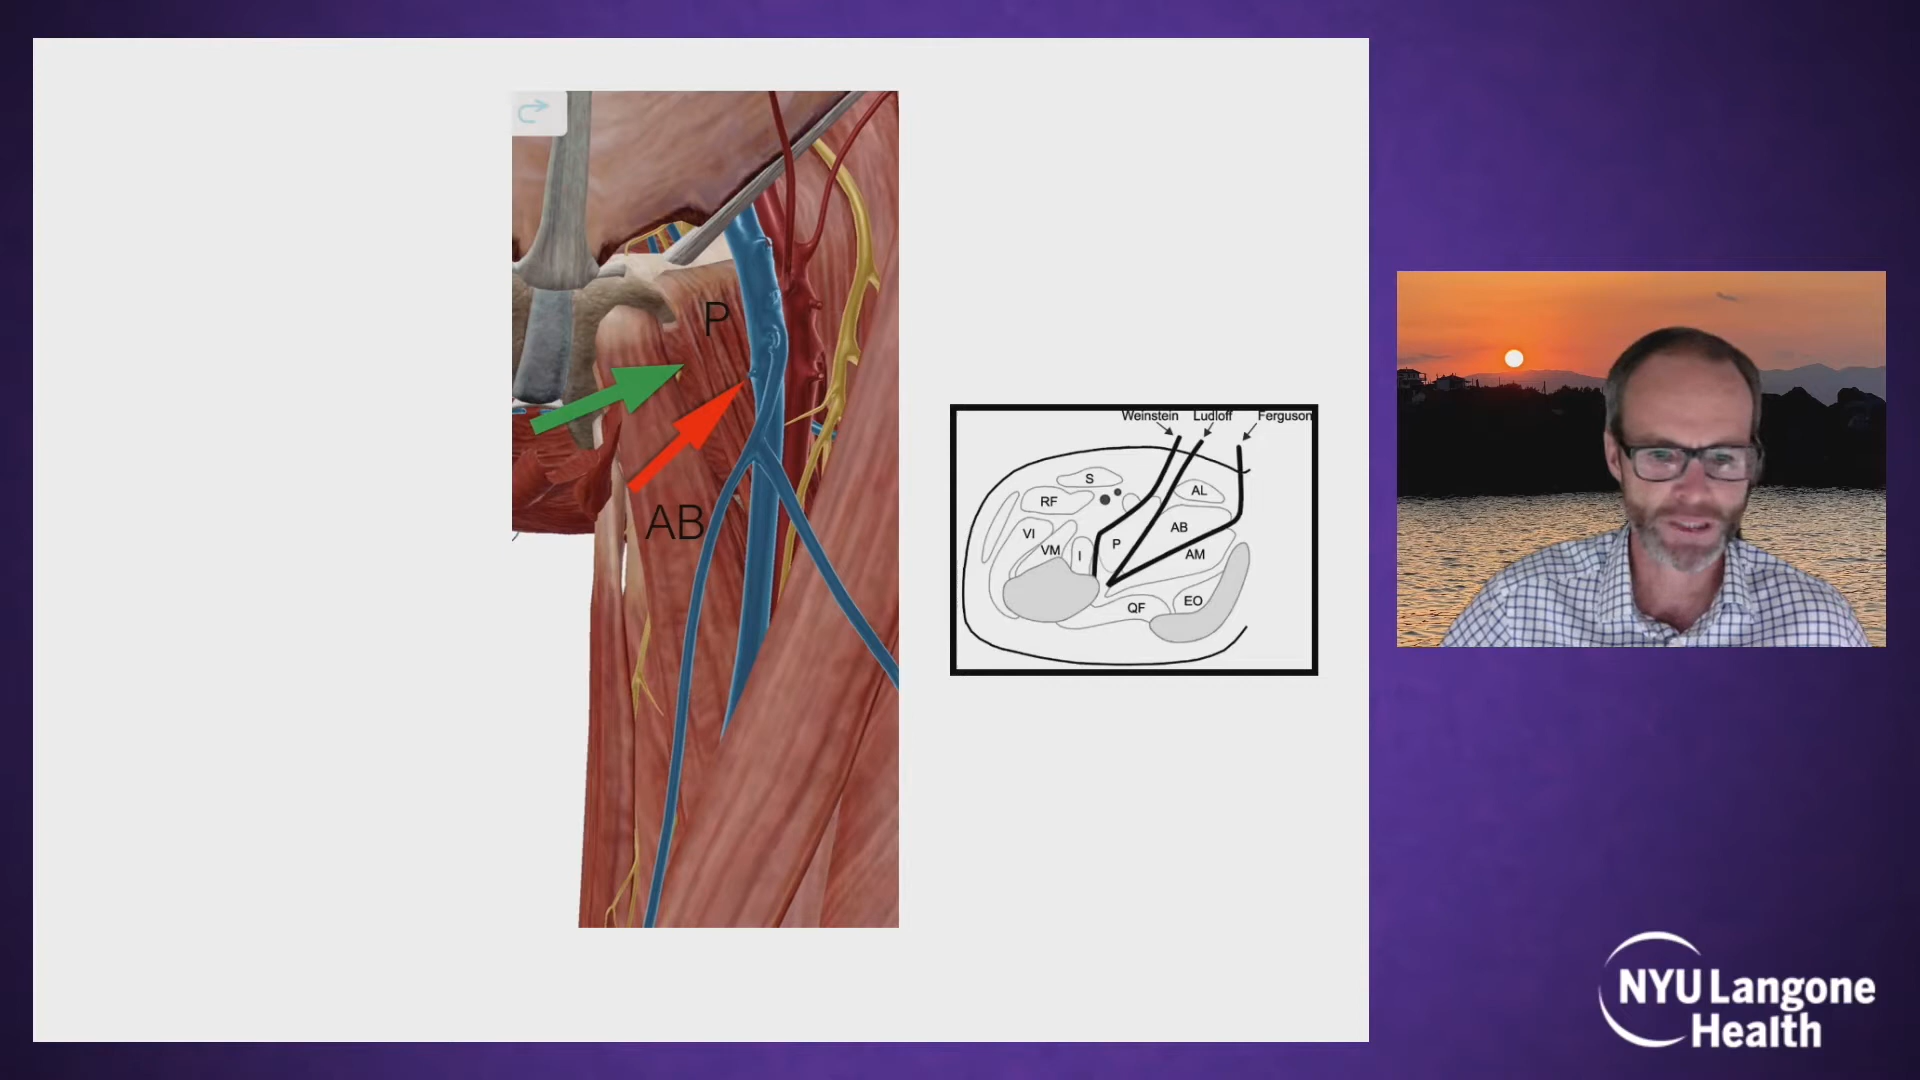 P
AB
Weinstein Ludloff Ferguson
S
RF
AL
VI
AB
VM
I
P
AM
QF
EO
NYU Langone
Health